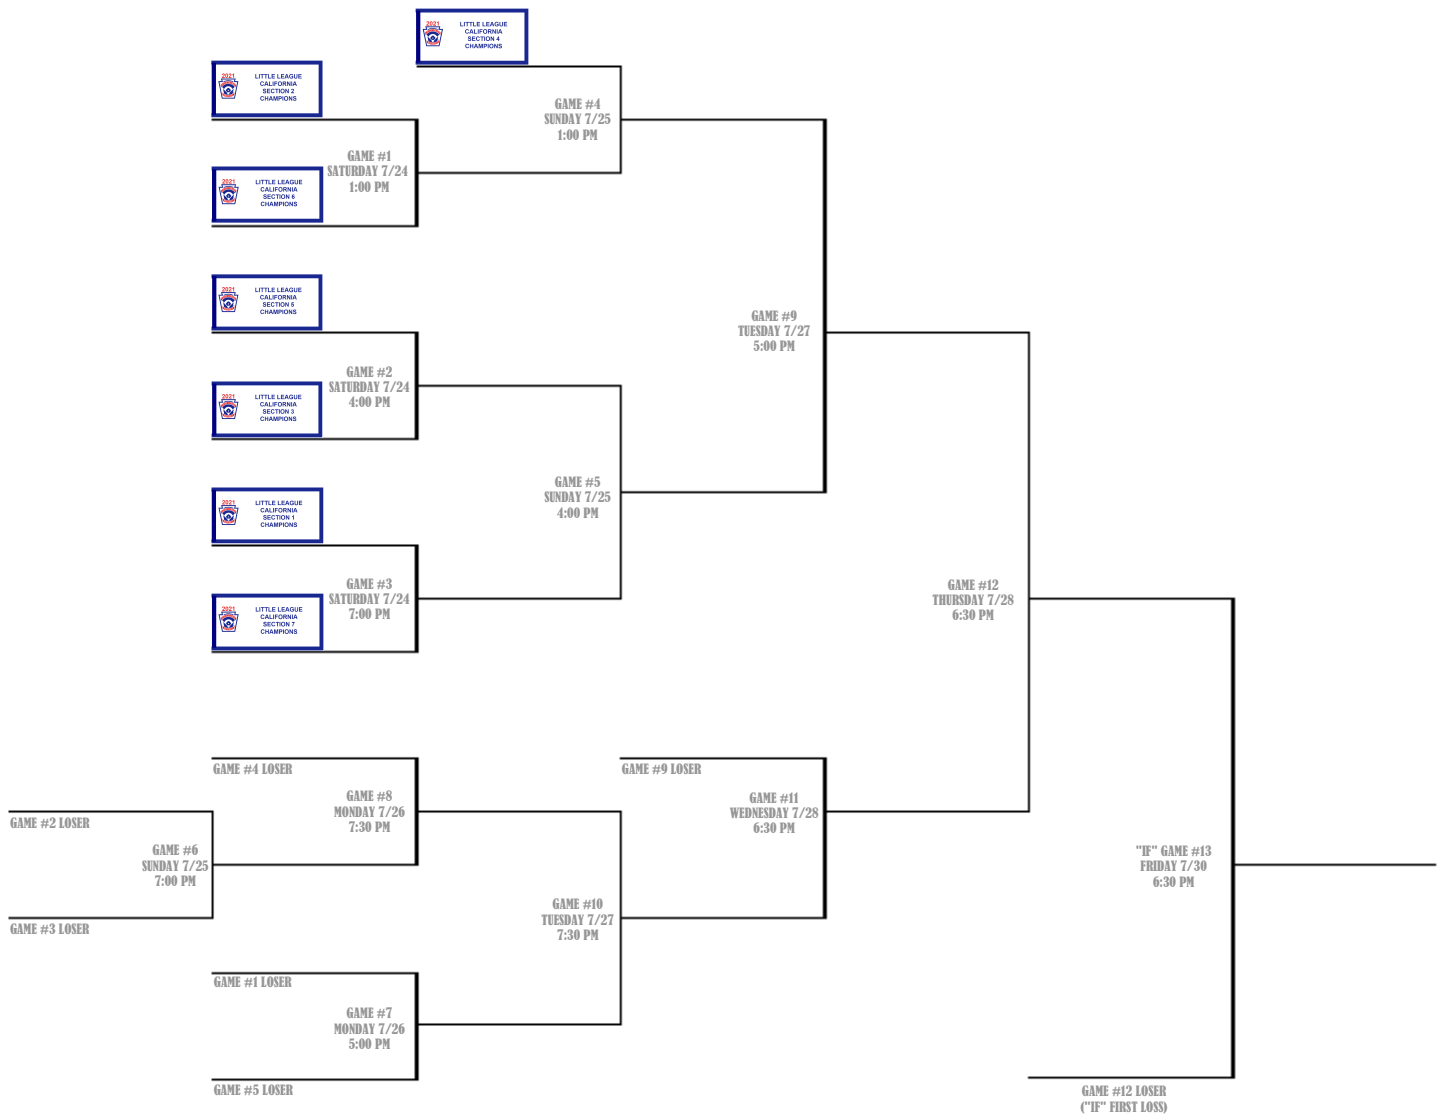 2021
LITTLE LEAGUE
CALIFORNIA
SECTION 4
CHAMPIONS
2021
LITTLE LEAGUE
CALIFORNIA
SECTION 2
CHAMPIONS
GAME #4
SUNDAY 7/25
1:00 PM
GAME #1
SATURDAY 7/24
1:00 PM
2021
LITTLE LEAGUE
CALIFORNIA
SECTION 6
CHAMPIONS
2021
LITTLE LEAGUE
CALIFORNIA
SECTION 5
CHAMPIONS
GAME #9
TUESDAY 7/27
5:00 PM
GAME #2
SATURDAY 7/24
4:00 PM
2021
LITTLE LEAGUE
CALIFORNIA
SECTION 3
CHAMPIONS
GAME #5
SUNDAY 7/25
4:00 PM
2021
LITTLE LEAGUE
CALIFORNIA
SECTION 1
CHAMPIONS
GAME #3
SATURDAY 7/24
7:00 PM
2021
LITTLE LEAGUE
CALIFORNIA
SECTION 7
CHAMPIONS
GAME #12
THURSDAY 7/28
6:30 PM
GAME #4 LOSER
GAME #9 LOSER
GAME #8
MONDAY 7/26
7:30 PM
GAME #11
WEDNESDAY 7/28
6:30 PM
GAME #2 LOSER
GAME #6
SUNDAY 7/25
7:00 PM
"IF" GAME #13
FRIDAY 7/30
6:30 PM
GAME #3 LOSER
GAME #10
TUESDAY 7/27
7:30 PM
GAME #1 LOSER
GAME #7
MONDAY 7/26
5:00 PM
GAME #5 LOSER
GAME #12 LOSER
("IF" FIRST LOSS)